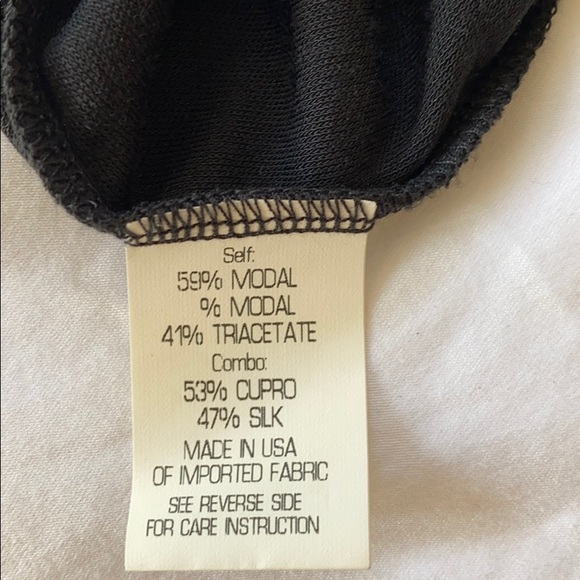 Self:
59% MODAL
% MODAL
41% TRIACETATE
Combo:
53% CUPRO
47% SILK
MADE IN USA
OF IMPORTED FABRIC
SEE REVERSE SIDE
FOR CARE INSTRUCTION